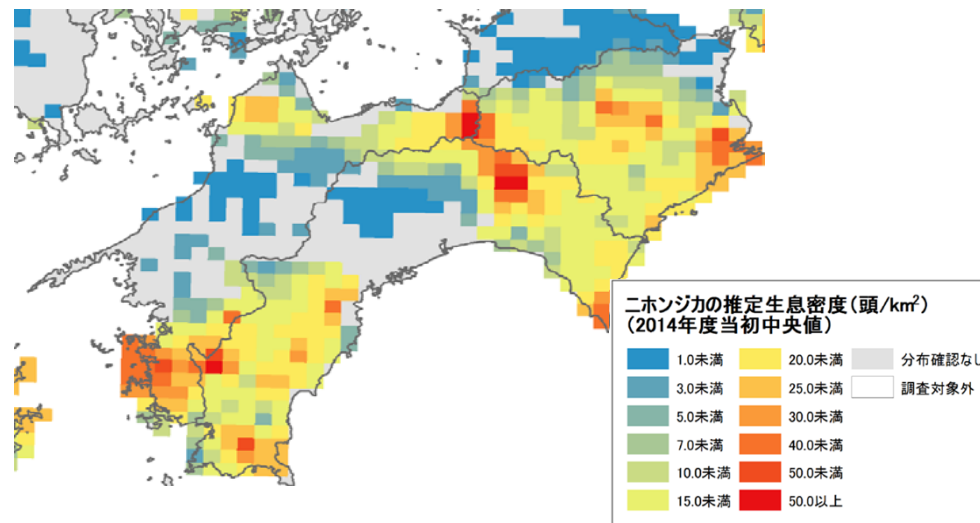 ニホンジカの推定生息密度(頭/km²)
(2014年度当初中央値)
1.0未満
3.0未満
5.0未満
7.0未満
10.0未満
15.0未満
20.0未満
25.0未満
30.0未満
40.0未満
50.0未満
50.0以上
分布確認なし
調査対象外